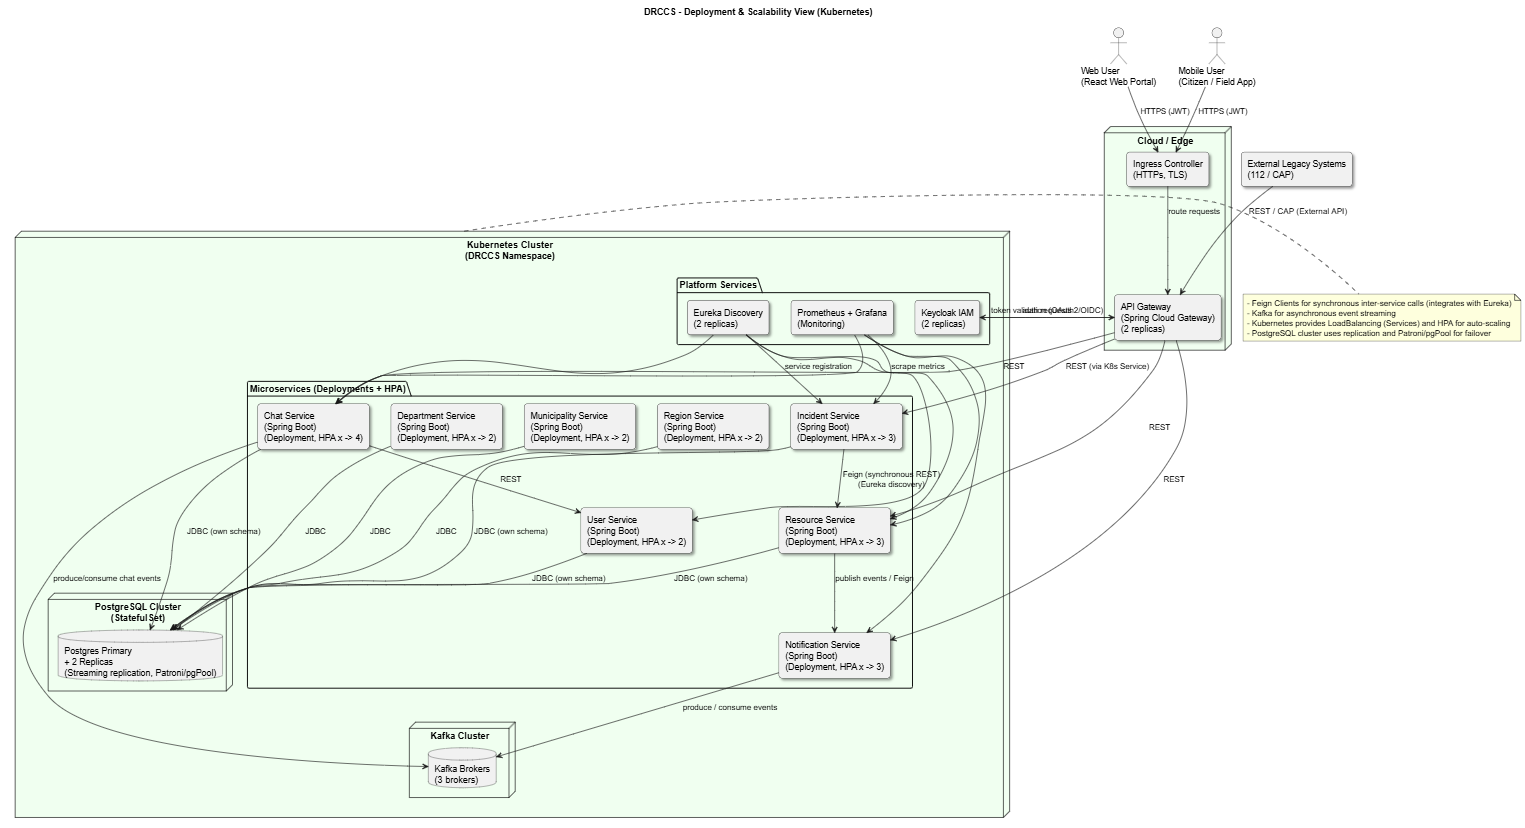 DRCCS - Deployment & Scalability View (Kubernetes)
Web User
(React Web Portal)
Mobile User
(Citizen / Field App)
HTTPS (JWT)
HTTPS (JWT)
Cloud / Edge
Ingress Controller
(HTTPs, TLS)
External Legacy Systems
(112 / CAP)
route requests
REST / CAP (External API)
Kubernetes Cluster
(DRCCS Namespace)
Platform Services
Eureka Discovery
(2 replicas)
Prometheus + Grafana
(Monitoring)
Keycloak IAM
(2 replicas)
token validation
(OAuth2/OIDC)
API Gateway
(Spring Cloud Gateway)
(2 replicas)
- Feign Clients for synchronous inter-service calls (integrates with Eureka)
- Kafka for asynchronous event streaming
- Kubernetes provides LoadBalancing (Services) and HPA for auto-scaling
- PostgreSQL cluster uses replication and Patroni/pgPool for failover
service registration
scrape metrics
REST
REST (via K8s Service)
Microservices (Deployments + HPA)
Chat Service
(Spring Boot)
(Deployment, HPA x -> 4)
Department Service
(Spring Boot)
(Deployment, HPA x -> 2)
Municipality Service
(Spring Boot)
(Deployment, HPA x -> 2)
Region Service
(Spring Boot)
(Deployment, HPA x -> 2)
Incident Service
(Spring Boot)
(Deployment, HPA x -> 3)
REST
REST
Feign (synchronous REST)
(Eureka discovery)
REST
User Service
(Spring Boot)
(Deployment, HPA x -> 2)
Resource Service
(Spring Boot)
(Deployment, HPA x -> 3)
JDBC (own schema)
JDBC
JDBC
JDBC
JDBC (own schema)
produce/consume chat events
JDBC (own schema)
JDBC (own schema)
publish events / Feign
PostgreSQL Cluster
(StatefulSet)
Postgres Primary
+ 2 Replicas
(Streaming replication, Patroni/pgPool)
Notification Service
(Spring Boot)
(Deployment, HPA x -> 3)
produce / consume events
Kafka Cluster
Kafka Brokers
(3 brokers)